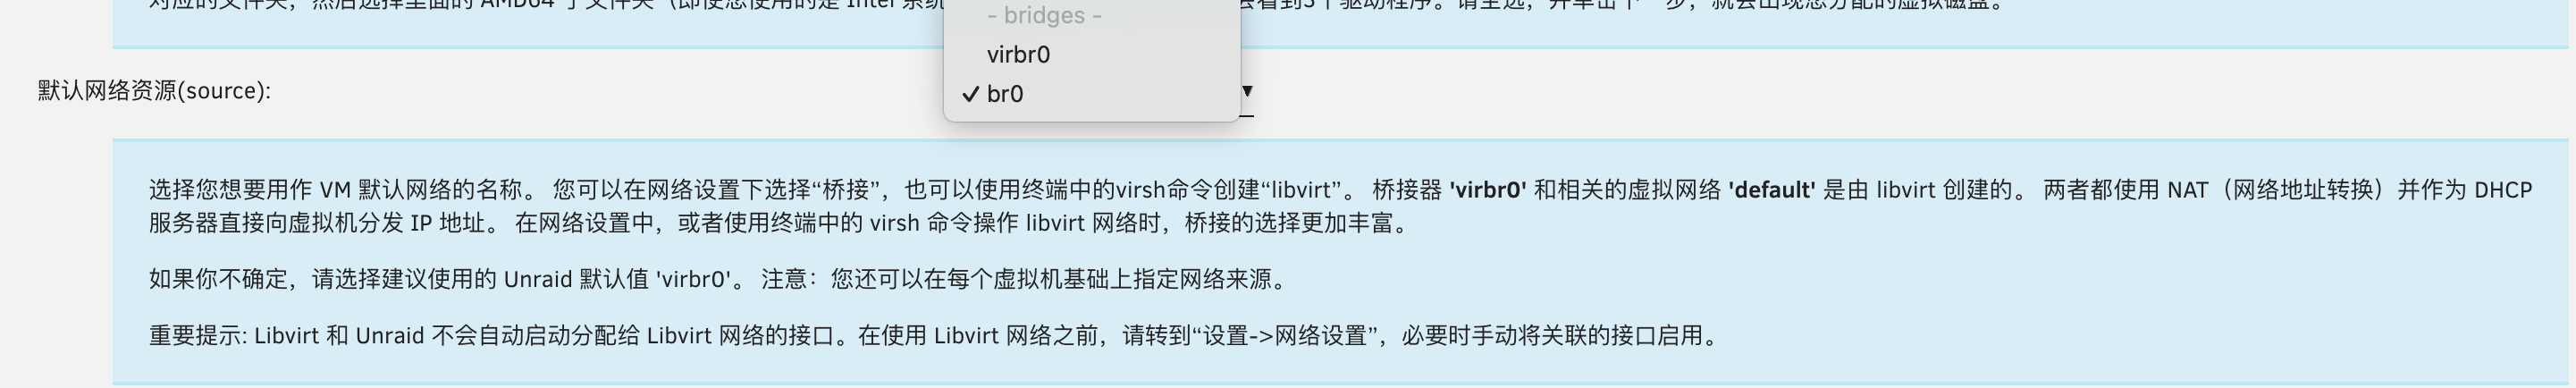 对应的文件夹，然后选择里面的 AMD64 子文件夹（即使您使用的是 Intel 系统
会看到3个驱动程序。请全选，并单击下一步，就会出现您分配的虚拟磁盘。
- bridges -
virbr0
✓ br0
默认网络资源(source):
选择您想要用作 VM 默认网络的名称。 您可以在网络设置下选择“桥接”，也可以使用终端中的virsh命令创建“libvirt”。 桥接器 'virbr0' 和相关的虚拟网络 'default' 是由 libvirt 创建的。 两者都使用 NAT（网络地址转换）并作为 DHCP
服务器直接向虚拟机分发 IP 地址。 在网络设置中，或者使用终端中的 virsh 命令操作 libvirt 网络时，桥接的选择更加丰富。
如果你不确定，请选择建议使用的 Unraid 默认值 'virbr0'。 注意：您还可以在每个虚拟机基础上指定网络来源。
重要提示: Libvirt 和 Unraid 不会自动启动分配给 Libvirt 网络的接口。在使用 Libvirt 网络之前，请转到“设置->网络设置”，必要时手动将关联的接口启用。